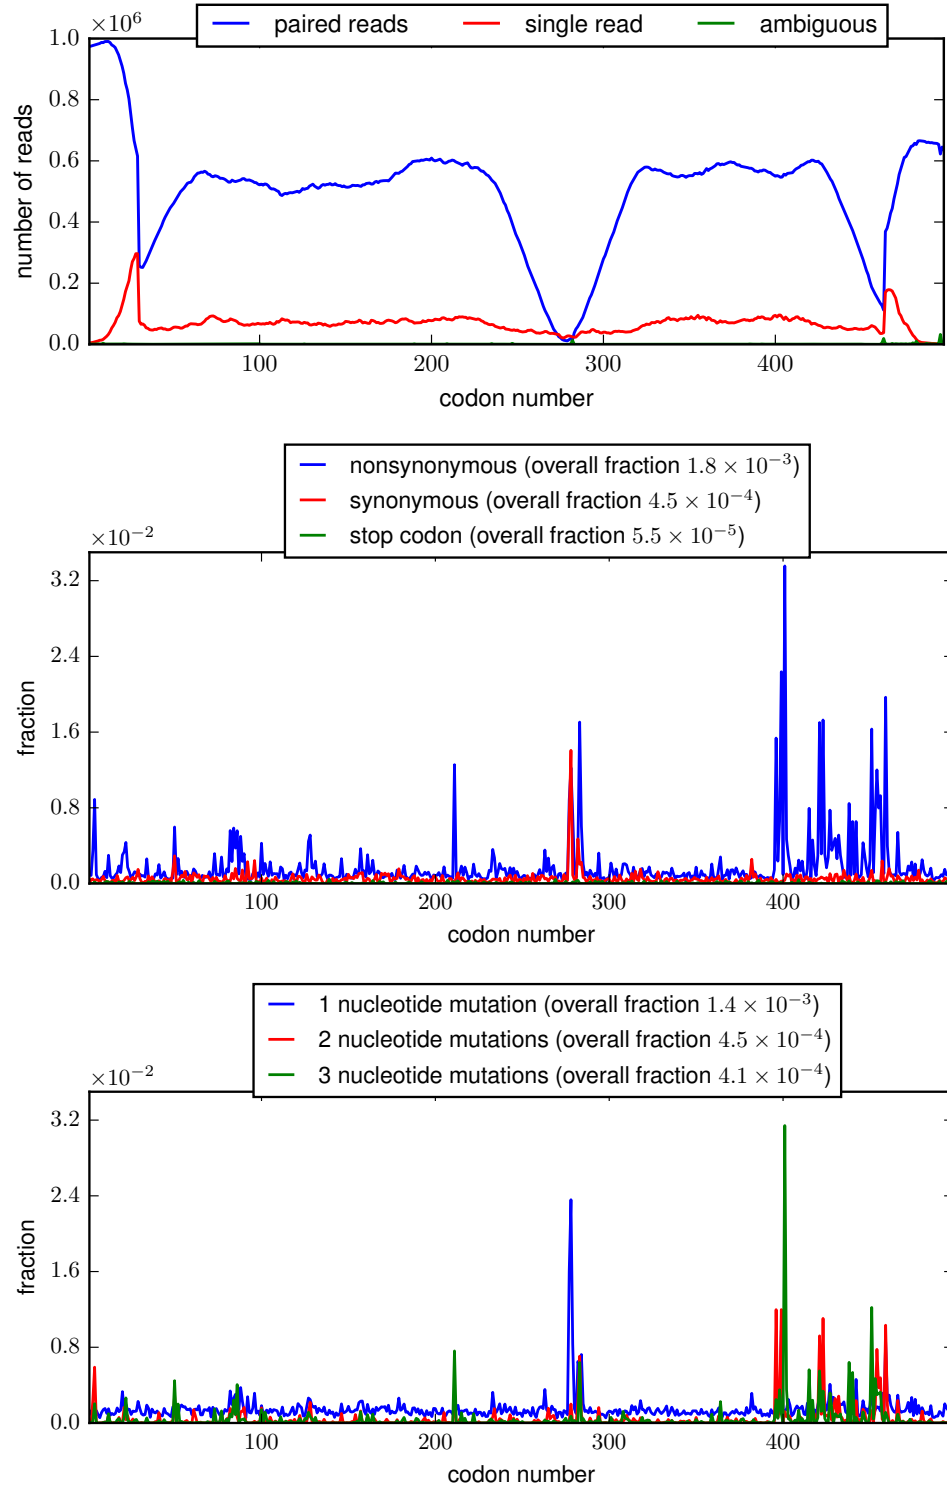 ×10⁶
paired reads single read ambiguous
1.0
0.8
0.6
0.4
0.2
0.0
number of reads
100 200 300 400
codon number
nonsynonymous (overall fraction 1.8 × 10⁻³)
synonymous (overall fraction 4.5 × 10⁻⁴)
stop codon (overall fraction 5.5 × 10⁻⁵)
×10⁻²
3.2
2.4
1.6
0.8
0.0
fraction
100 200 300 400
codon number
1 nucleotide mutation (overall fraction 1.4 × 10⁻³)
2 nucleotide mutations (overall fraction 4.5 × 10⁻⁴)
3 nucleotide mutations (overall fraction 4.1 × 10⁻⁴)
×10⁻²
3.2
2.4
1.6
0.8
0.0
fraction
100 200 300 400
codon number